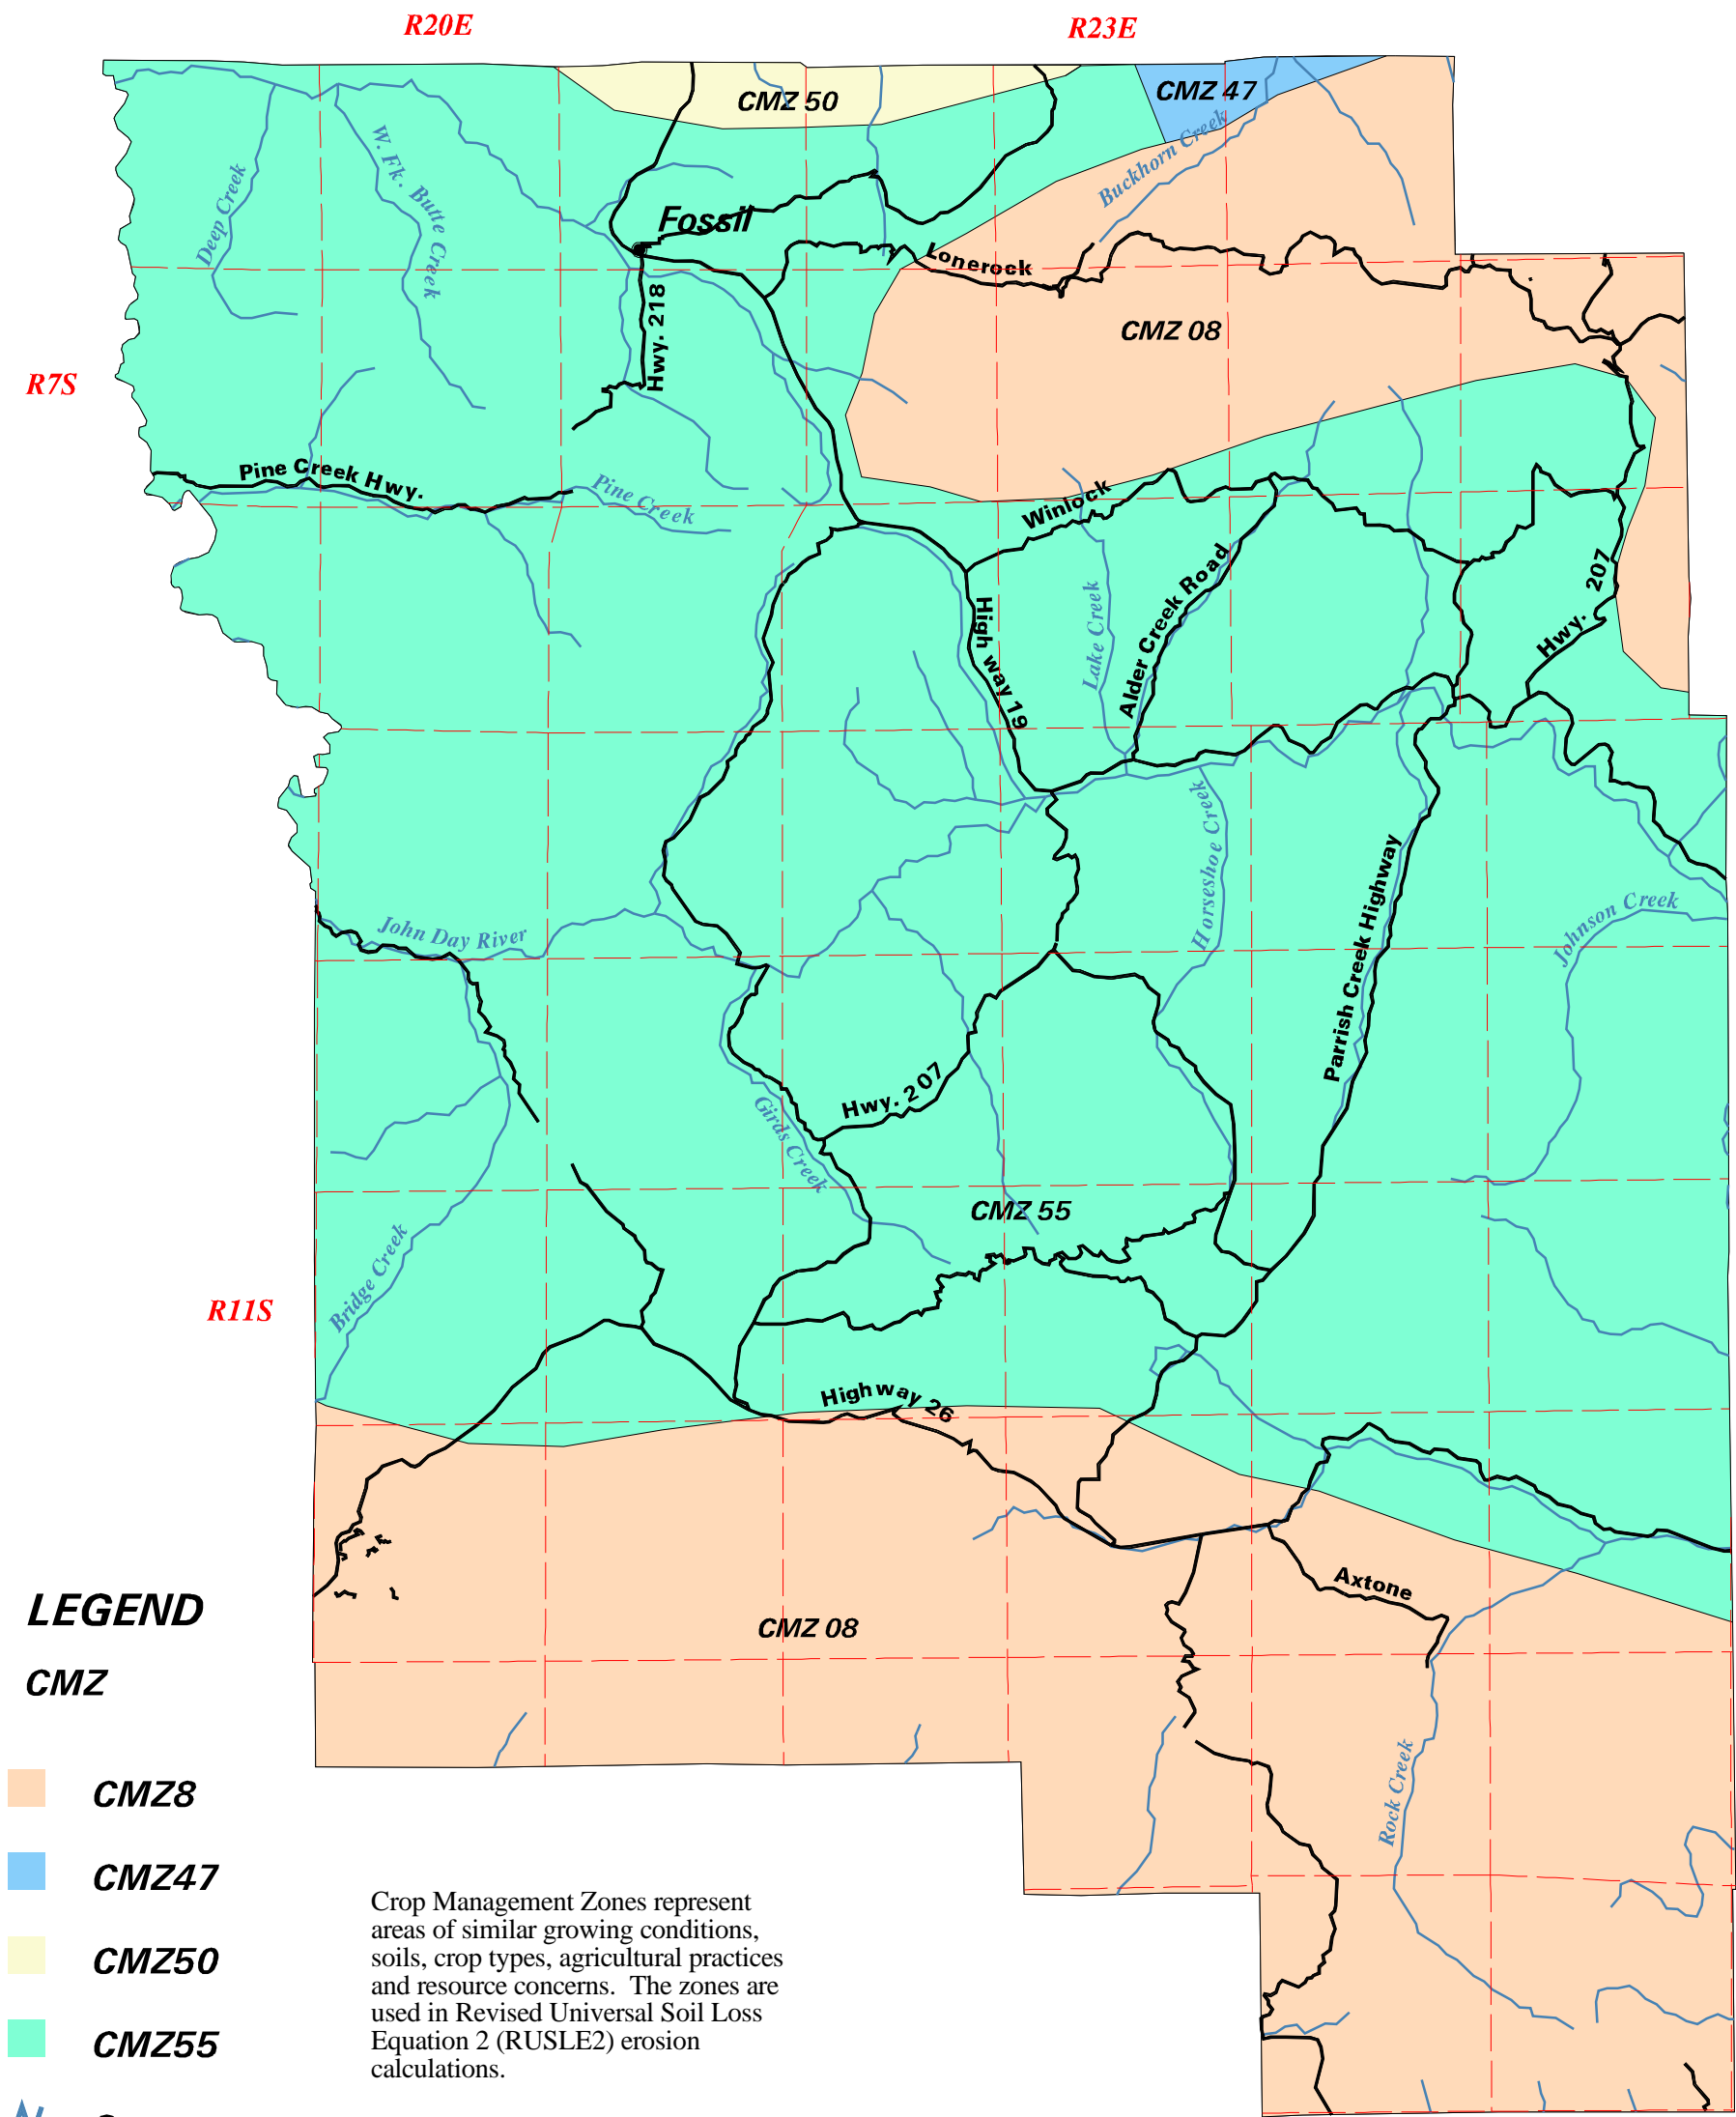 R20E
R23E
CMZ 50
CMZ 47
Buckhorn Creek
W. Fk. Butte Creek
Deep Creek
Fossil
Lonerock
Hwy. 218
CMZ 08
R7S
Pine Creek Hwy.
Pine Creek
Winlock
Hwy. 207
High way 19
Lake Creek
Alder Creek Road
Horseshoe Creek
Parrish Creek Highway
Johnson Creek
John Day River
Hwy. 207
Girds Creek
CMZ 55
Bridge Creek
R11S
Highway 26
Axtone
CMZ 08
Rock Creek
LEGEND
CMZ
CMZ8
CMZ47
CMZ50
CMZ55
Crop Management Zones represent
areas of similar growing conditions,
soils, crop types, agricultural practices
and resource concerns.  The zones are
used in Revised Universal Soil Loss
Equation 2 (RUSLE2) erosion
calculations.